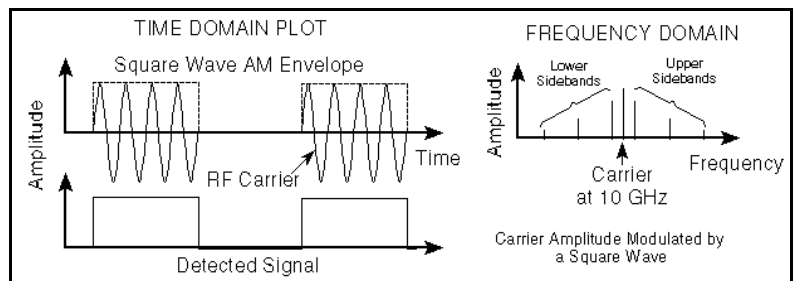 TIME DOMAIN PLOT
Square Wave AM Envelope
Amplitude
Time
RF Carrier
Amplitude
Detected Signal
FREQUENCY DOMAIN
Lower
Sidebands
Upper
Sidebands
Frequency
Carrier
at 10 GHz
Carrier Amplitude Modulated by
a Square Wave